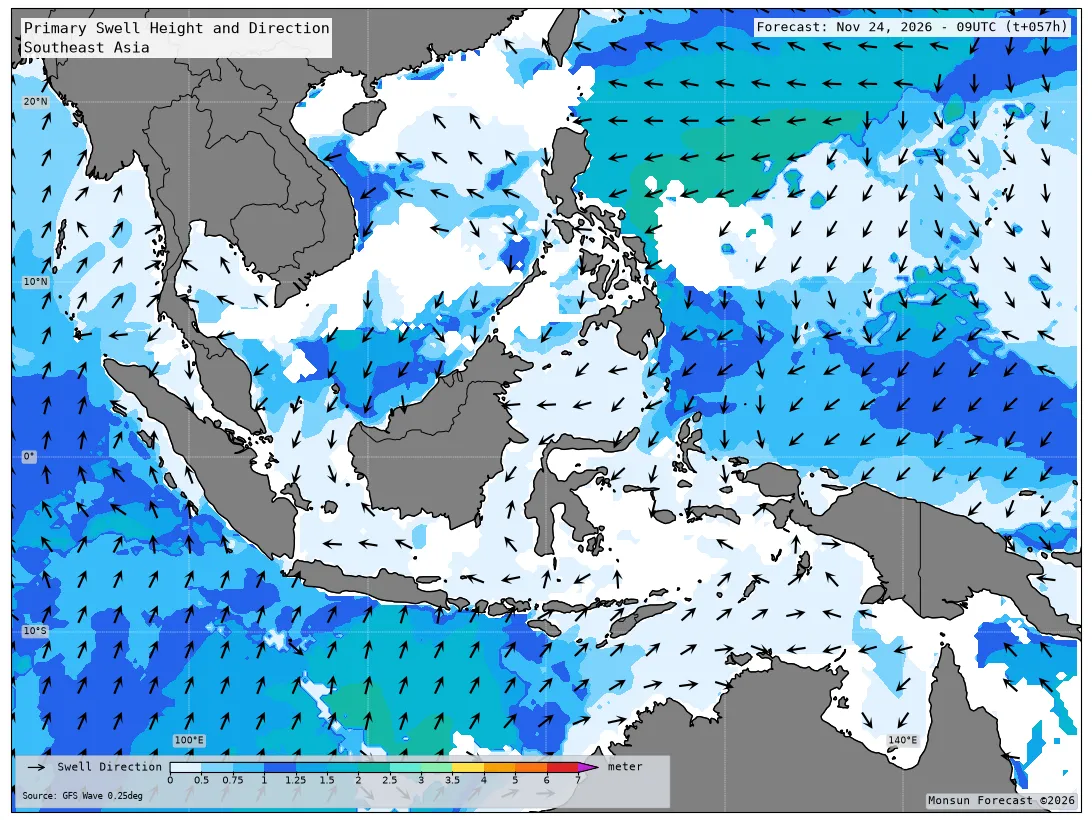 Primary Swell Height and Direction
Southeast Asia
Forecast: Nov 24, 2026 - 09UTC (t+057h)
20°N
10°N
0°
10°S
100°E
140°E
Swell Direction
0 0.5 0.75 1 1.25 1.5 2 2.5 3 3.5 4 5 6 7
meter
Source: GFS Wave 0.25deg
Monsun Forecast ©2026